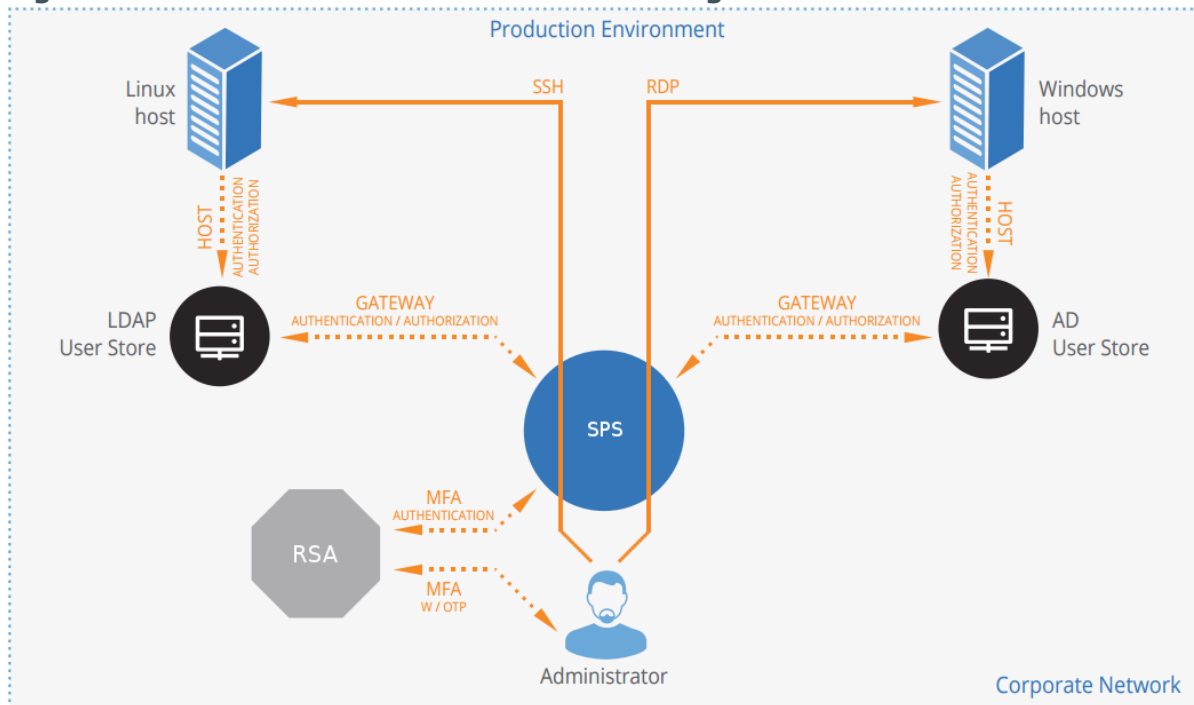 Production Environment
Linux
host
SSH
RDP
Windows
host
HOST
AUTHENTICATION
AUTHORIZATION
HOST
AUTHENTICATION
AUTHORIZATION
LDAP
User Store
GATEWAY
AUTHENTICATION / AUTHORIZATION
GATEWAY
AUTHENTICATION / AUTHORIZATION
AD
User Store
SPS
MFA
AUTHENTICATION
RSA
MFA
W / OTP
Administrator
Corporate Network